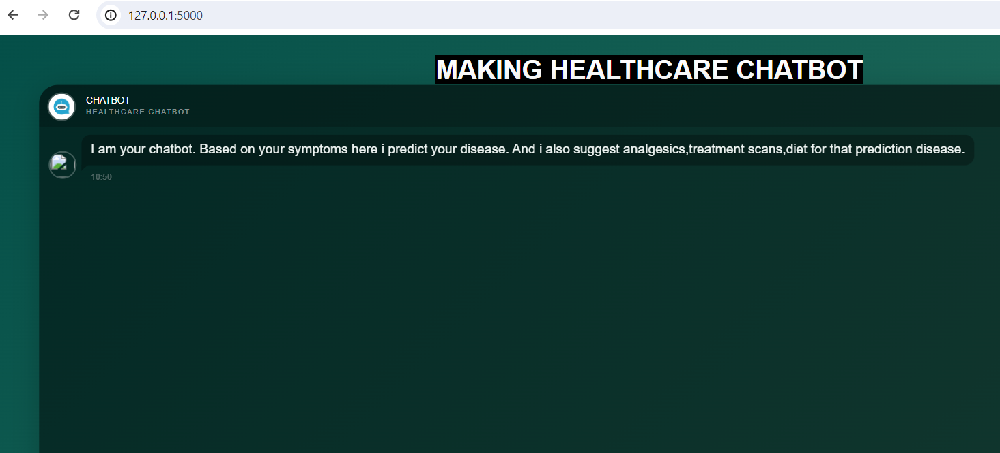 127.0.0.1:5000
MAKING HEALTHCARE CHATBOT
CHATBOT
HEALTHCARE CHATBOT
I am your chatbot. Based on your symptoms here i predict your disease. And i also suggest analgesics,treatment scans,diet for that prediction disease.
10:50